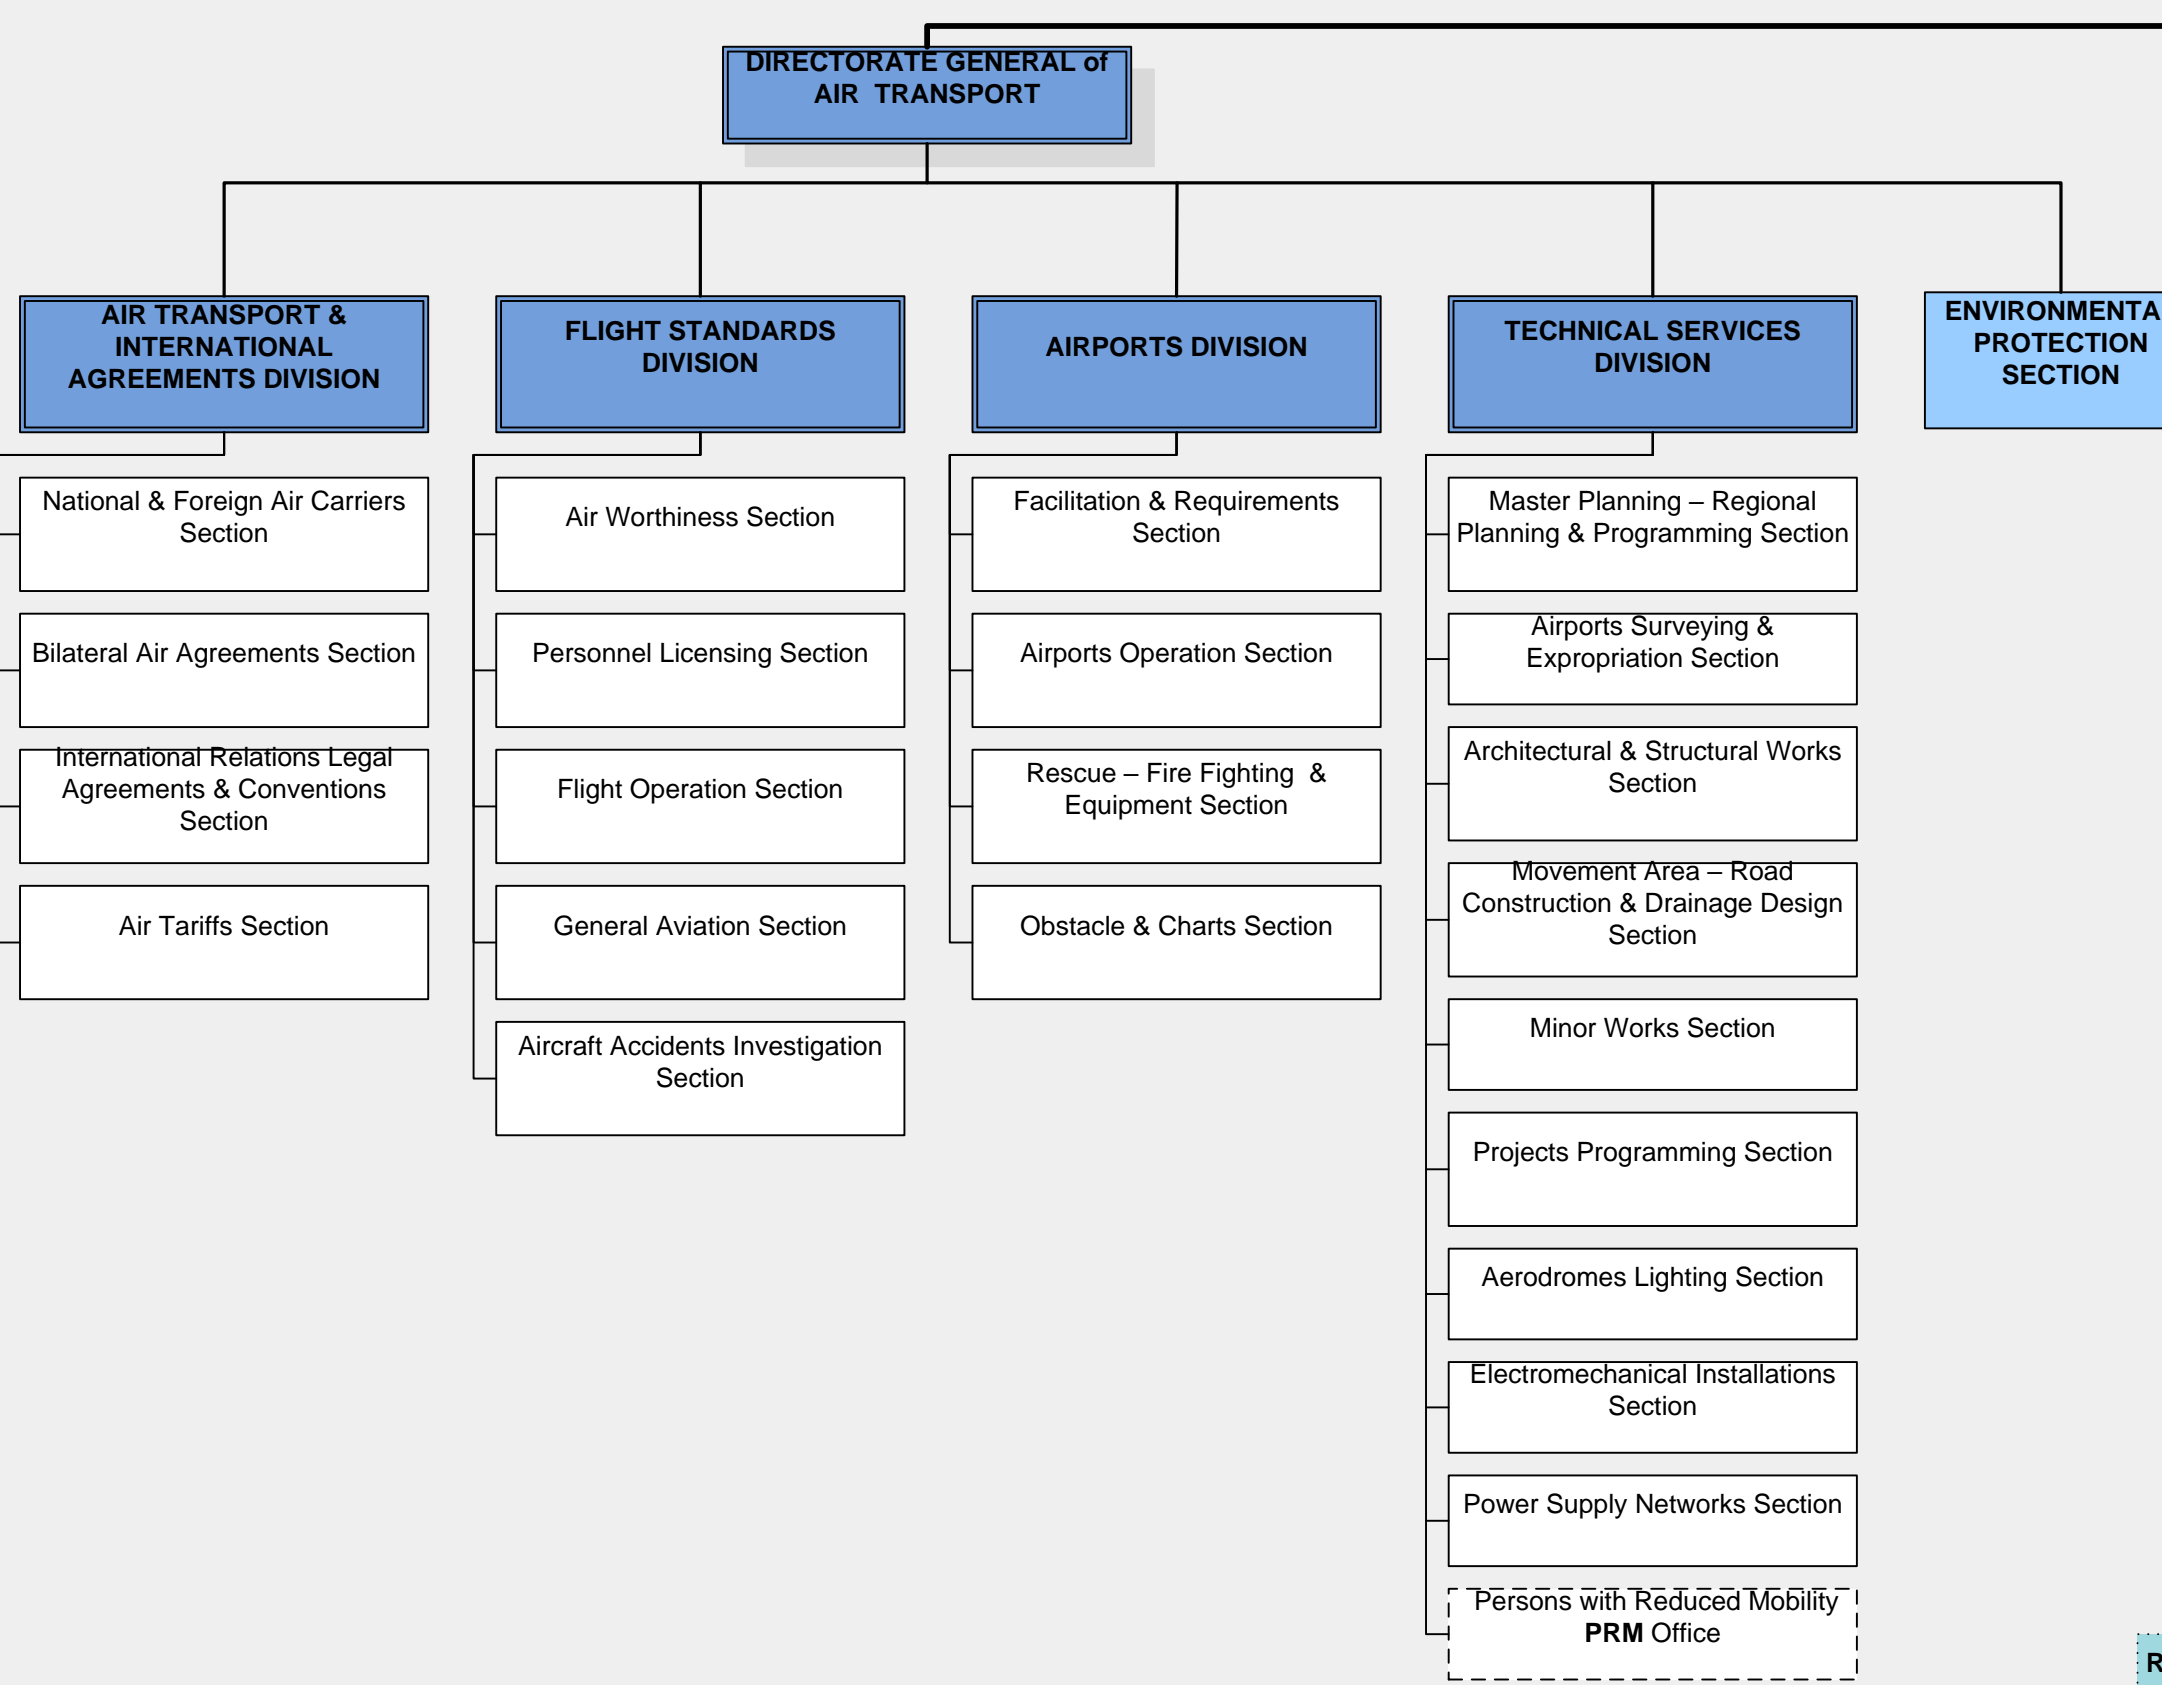 DIRECTORATE GENERAL of
AIR TRANSPORT
AIR TRANSPORT &
INTERNATIONAL
AGREEMENTS DIVISION
FLIGHT STANDARDS
DIVISION
AIRPORTS DIVISION
TECHNICAL SERVICES
DIVISION
ENVIRONMENTA
PROTECTION
SECTION
National & Foreign Air Carriers
Section
Bilateral Air Agreements Section
International Relations Legal
Agreements & Conventions
Section
Air Tariffs Section
Air Worthiness Section
Personnel Licensing Section
Flight Operation Section
General Aviation Section
Aircraft Accidents Investigation
Section
Facilitation & Requirements
Section
Airports Operation Section
Rescue – Fire Fighting &
Equipment Section
Obstacle & Charts Section
Master Planning – Regional
Planning & Programming Section
Airports Surveying &
Expropriation Section
Architectural & Structural Works
Section
Movement Area – Road
Construction & Drainage Design
Section
Minor Works Section
Projects Programming Section
Aerodromes Lighting Section
Electromechanical Installations
Section
Power Supply Networks Section
Persons with Reduced Mobility
PRM Office
R